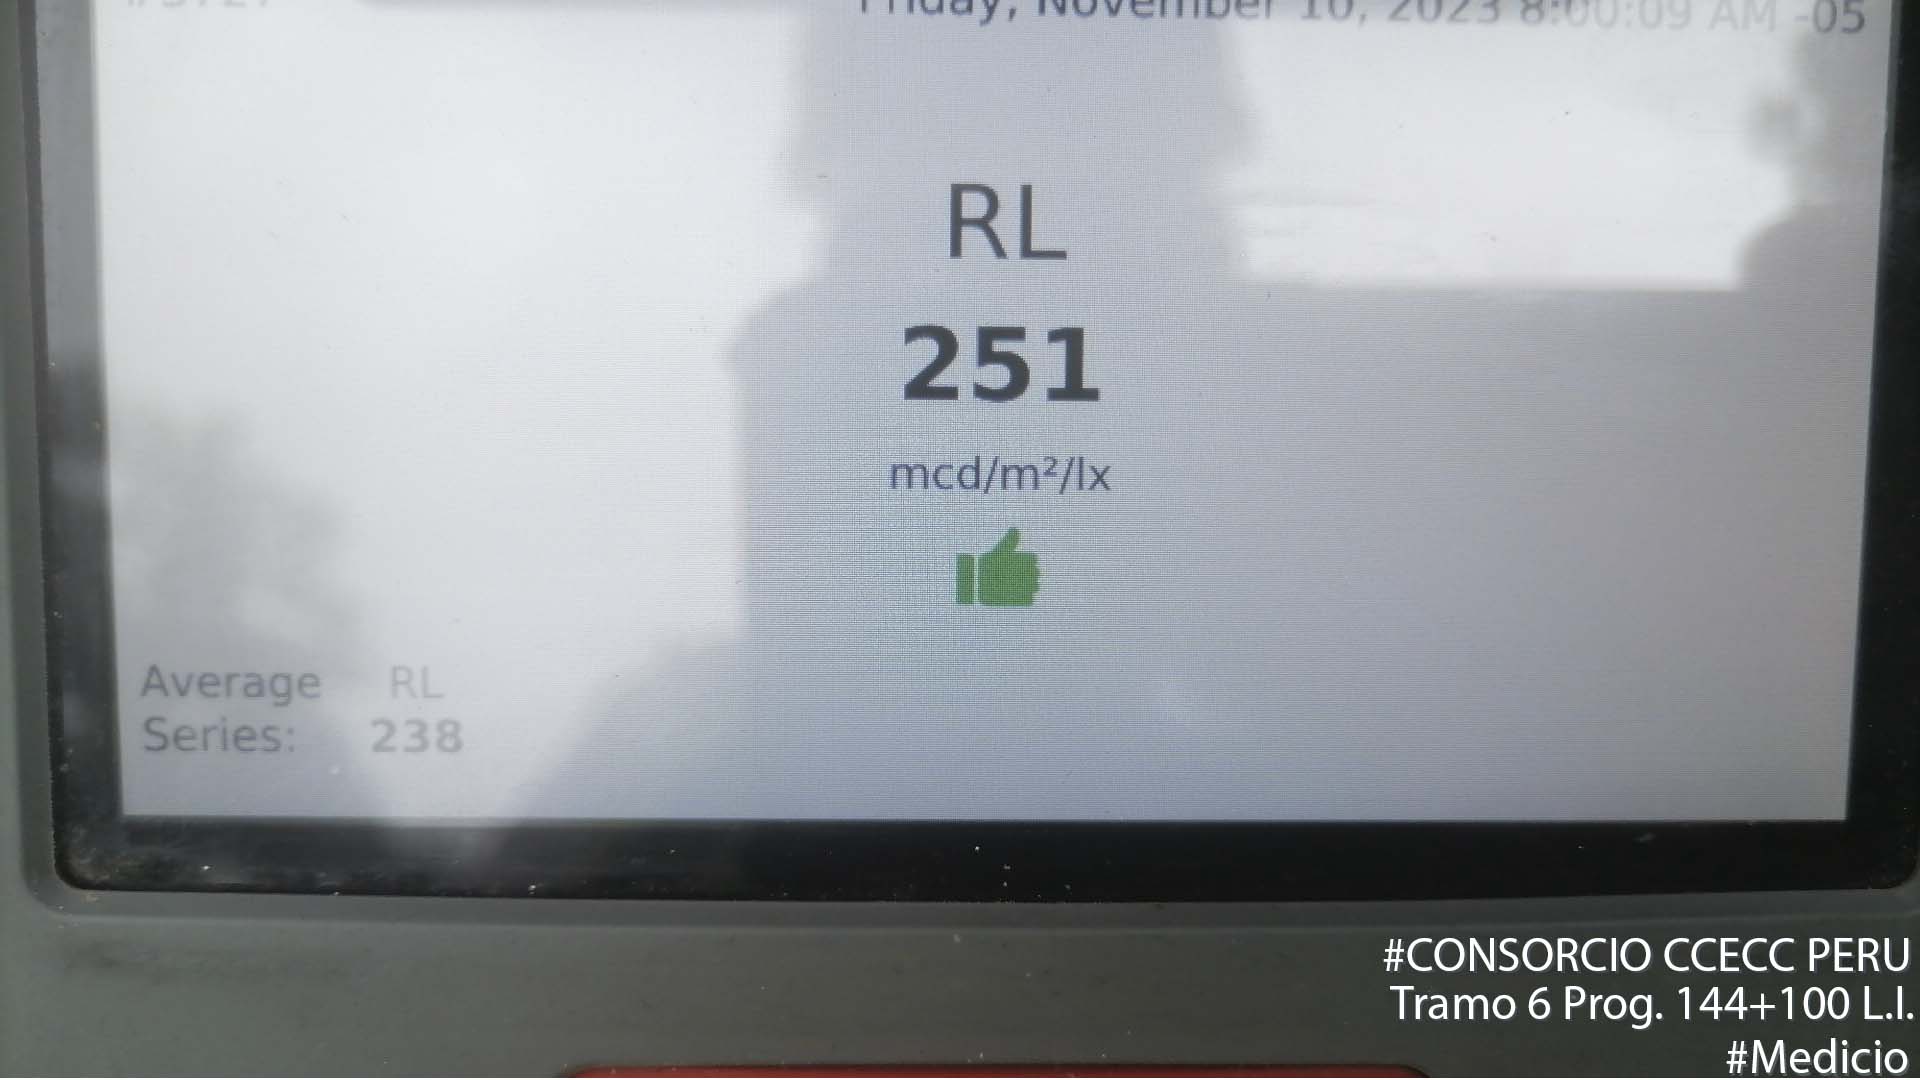 Friday, November 10, 2023 8:00:09 AM -05
RL
251
mcd/m²/lx
Average RL
Series: 238
#CONSORCIO CCECC PERU
Tramo 6 Prog. 144+100 L.I.
#Medicio